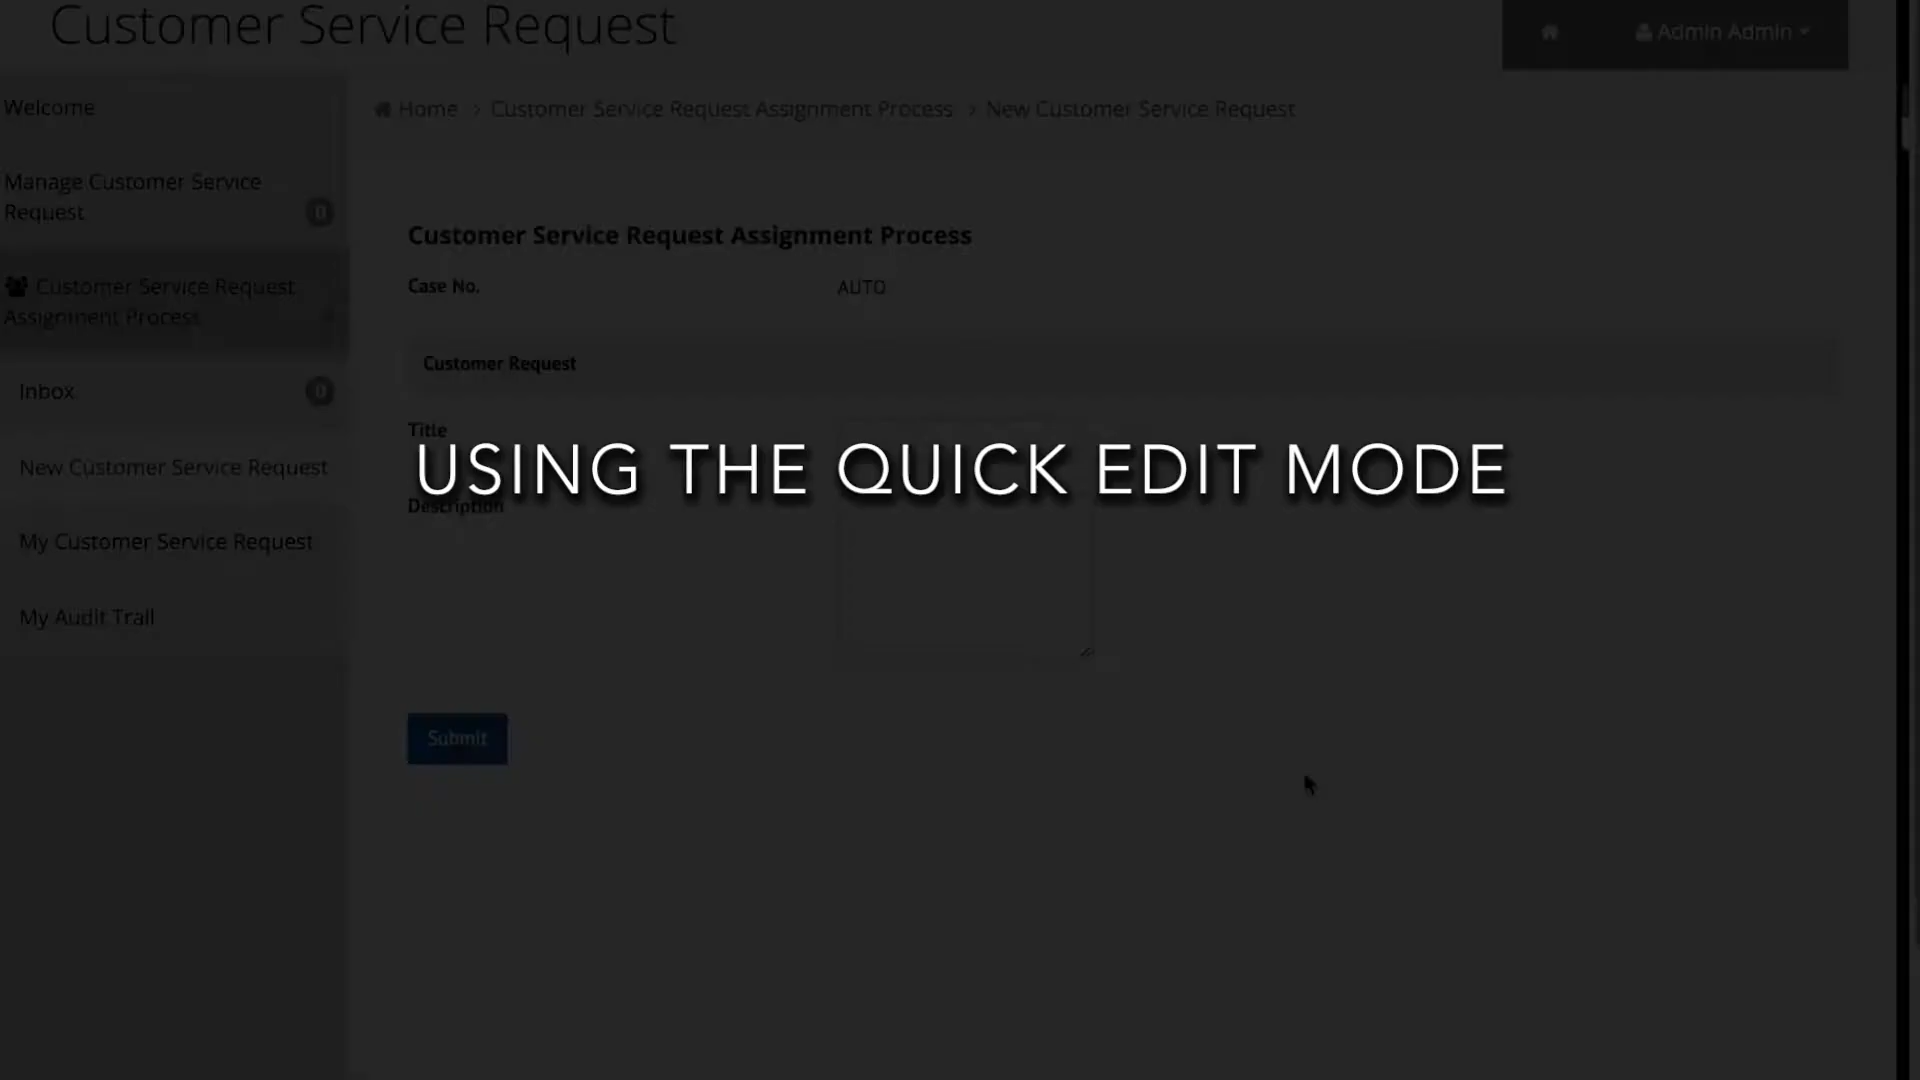 Customer Service Request
Admin Admin
Welcome
Home > Customer Service Request Assignment Process > New Customer Service Request
Manage Customer Service
Request
0
Customer Service Request Assignment Process
Customer Service Request
Assignment Process
Case No.
AUTO
Customer Request
Inbox
0
Title
USING THE QUICK EDIT MODE
New Customer Service Request
Description
My Customer Service Request
My Audit Trail
Submit